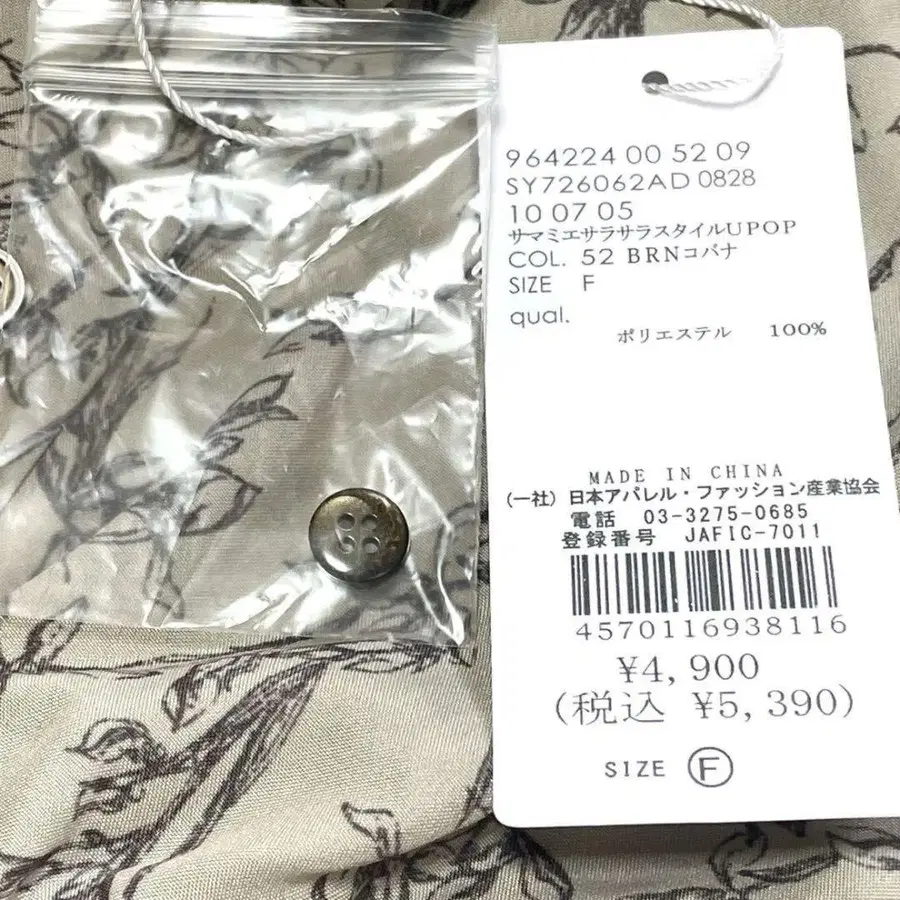 964224 00 52 09
SY726062AD 0828
10 07 05
サマミエサラサラスタイルUPOP
COL. 52 BRNコバナ
SIZE F
qual.
ポリエステル 100%
MADE IN CHINA
(一社) 日本アパレル・ファッション産業協会
電話 03-3275-0685
登録番号 JAFIC-7011
4570116938116
¥4,900
(税込 ¥5,390)
SIZE F